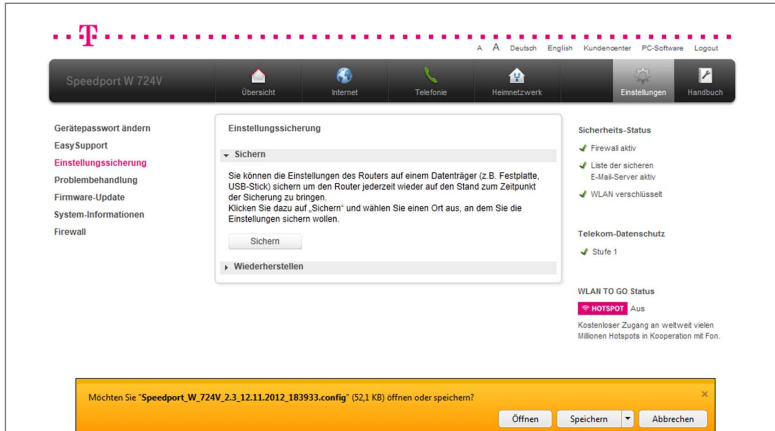 T
A A Deutsch English Kundencenter PC-Software Logout
Speedport W 724V
Übersicht Internet Telefonie Heimnetzwerk Einstellungen Handbuch
Gerätepasswort ändern
EasySupport
Einstellungssicherung
Problembehandlung
Firmware-Update
System-Informationen
Firewall
Einstellungssicherung
Sichern
Sie können die Einstellungen des Routers auf einem Datenträger (z.B. Festplatte,
USB-Stick) sichern um den Router jederzeit wieder auf den Stand zum Zeitpunkt
der Sicherung zu bringen.
Klicken Sie dazu auf „Sichern“ und wählen Sie einen Ort aus, an dem Sie die
Einstellungen sichern wollen.
Sichern
Wiederherstellen
Sicherheits-Status
Firewall aktiv
Liste der sicheren
E-Mail-Server aktiv
WLAN verschlüsselt
Telekom-Datenschutz
Stufe 1
WLAN TO GO Status
HOTSPOT Aus
Kostenloser Zugang an weltweit vielen
Millionen Hotspots in Kooperation mit Fon.
Möchten Sie "Speedport_W_724V_2.3_12.11.2012_183933.config" (52,1 KB) öffnen oder speichern?
Öffnen Speichern Abbrechen